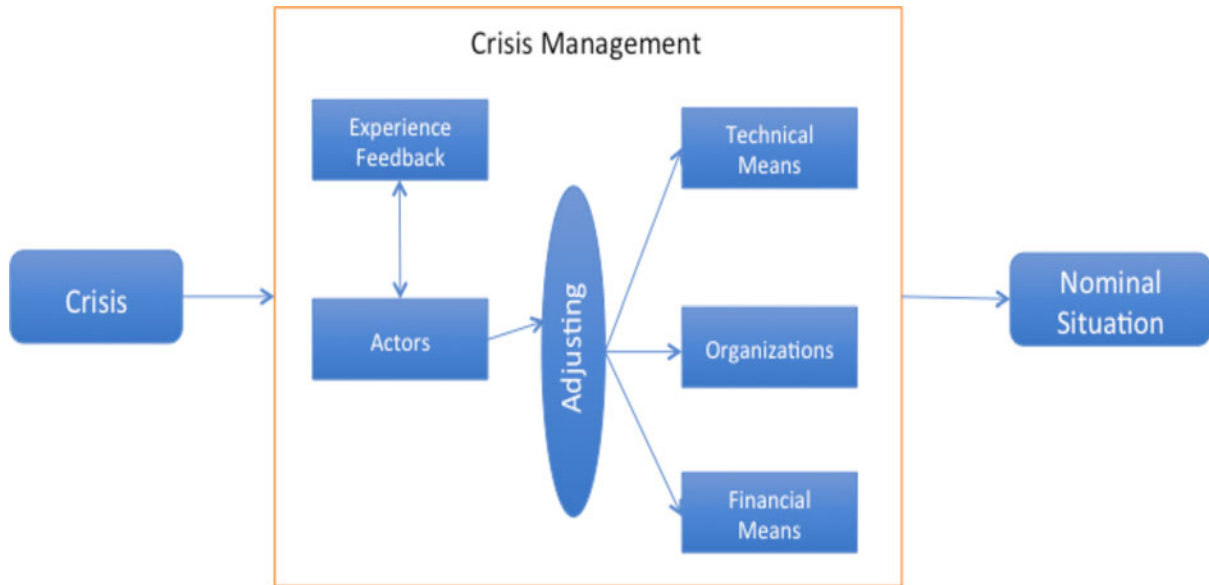 Crisis Management
Experience
Feedback
Technical
Means
Crisis
Actors
Adjusting
Organizations
Nominal
Situation
Financial
Means